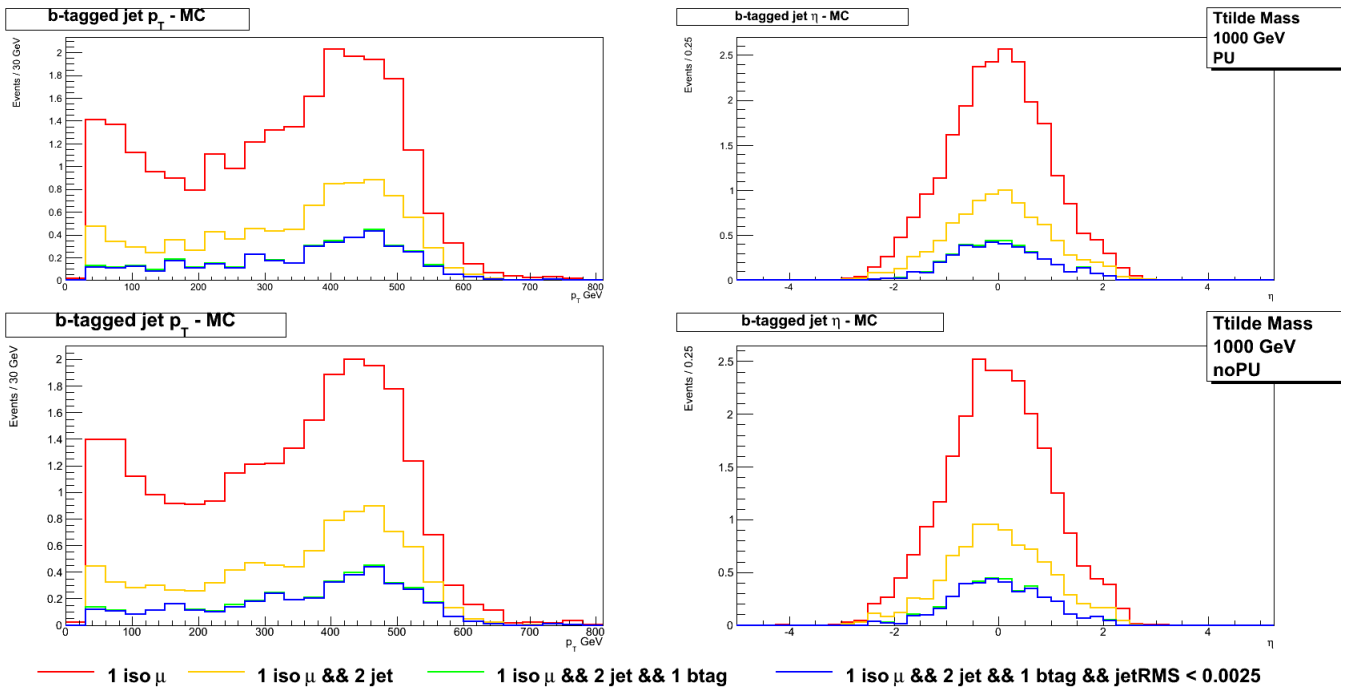 b-tagged jet p_T - MC
Events / 30 GeV
2
1.8
1.6
1.4
1.2
1
0.8
0.6
0.4
0.2
0
0 100 200 300 400 500 600 700 800
p_T GeV
b-tagged jet η - MC
Events / 0.25
2.5
2
1.5
1
0.5
0
-4 -2 0 2 4
η
Ttilde Mass
1000 GeV
PU
b-tagged jet p_T - MC
Events / 30 GeV
2
1.8
1.6
1.4
1.2
1
0.8
0.6
0.4
0.2
0
0 100 200 300 400 500 600 700 800
p_T GeV
b-tagged jet η - MC
Events / 0.25
2.5
2
1.5
1
0.5
0
-4 -2 0 2 4
η
Ttilde Mass
1000 GeV
noPU
1 iso μ 1 iso μ && 2 jet 1 iso μ && 2 jet && 1 btag 1 iso μ && 2 jet && 1 btag && jetRMS < 0.0025